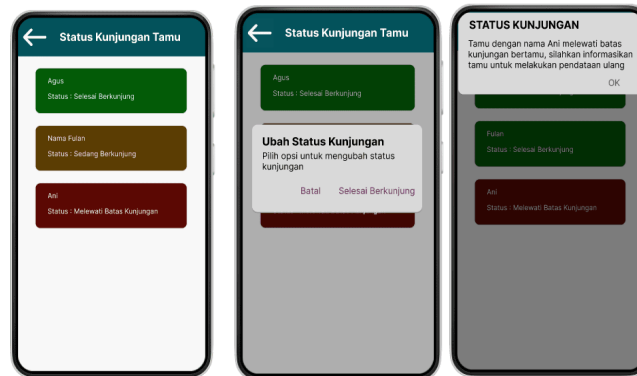 Status Kunjungan Tamu
Agus
Status : Selesai Berkunjung
Nama Fulan
Status : Sedang Berkunjung
Ani
Status : Melewati Batas Kunjungan
Status Kunjungan Tamu
Agus
Status : Selesai Berkunjung
Ubah Status Kunjungan
Pilih opsi untuk mengubah status
kunjungan
Batal Selesai Berkunjung
STATUS KUNJUNGAN
Tamu dengan nama Ani melewati batas
kunjungan bertamu, silahkan informasikan
tamu untuk melakukan pendataan ulang
OK
Fulan
Status : Selesai Berkunjung
Ani
Status : Melewati Batas Kunjungan